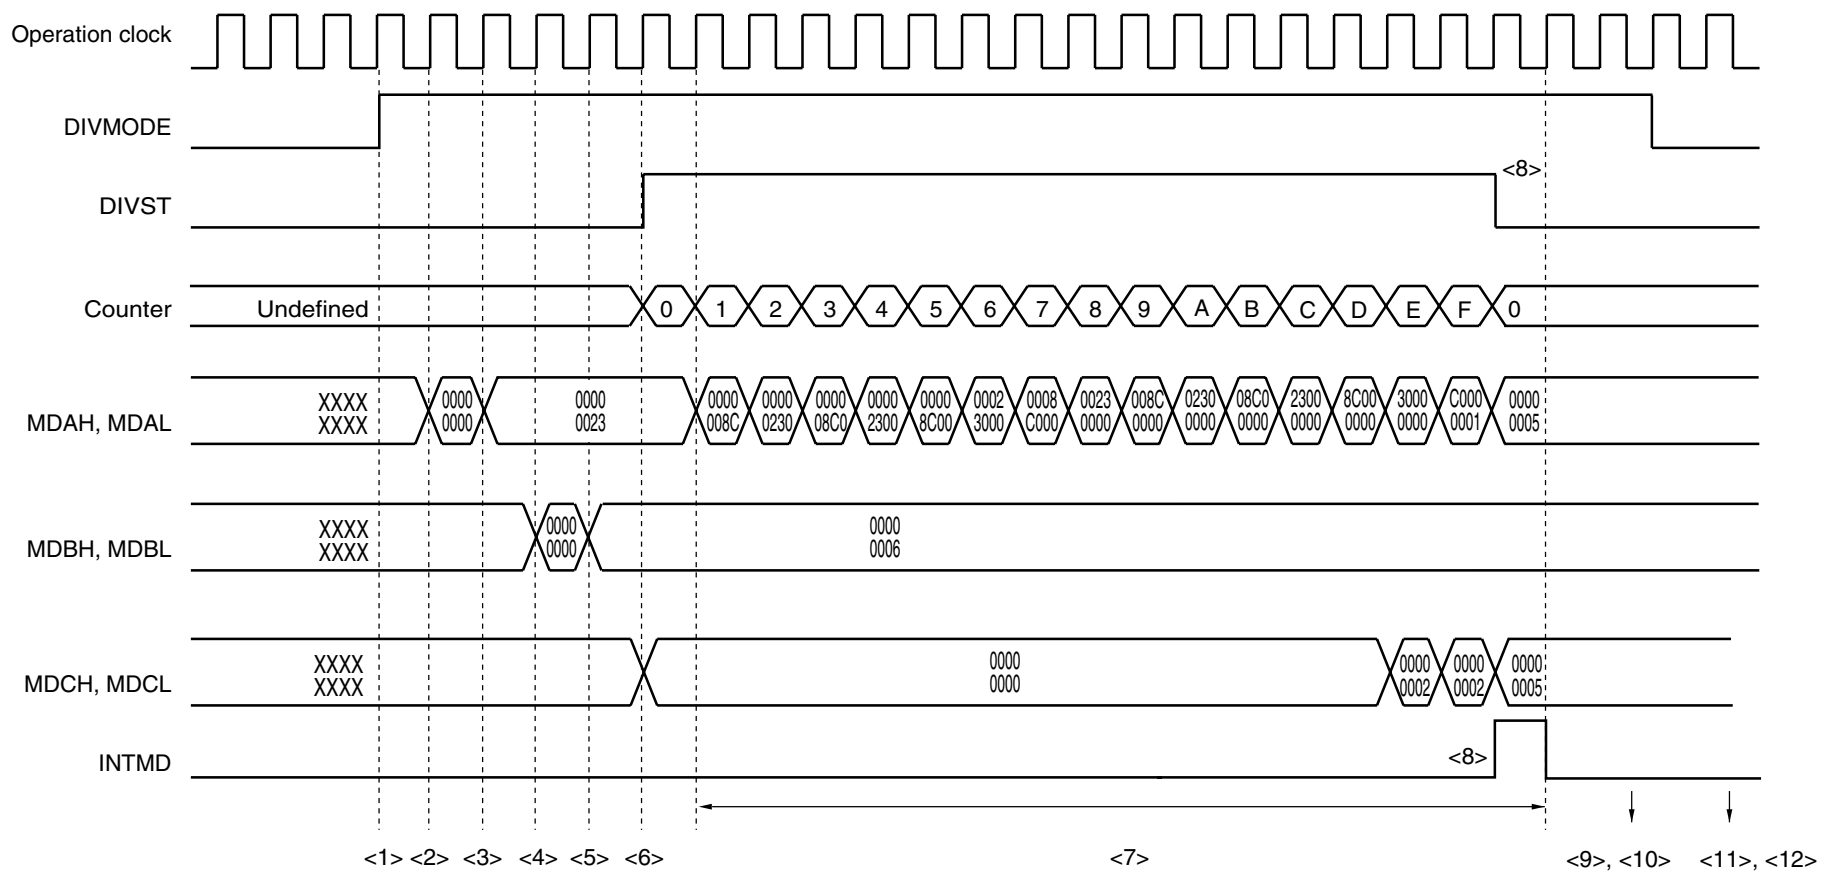 Operation clock
DIVMODE
<8>
DIVST
Counter
Undefined
0 1 2 3 4 5 6 7 8 9 A B C D E F 0
MDAH, MDAL
XXXX 0000 0000 0000 0000 0000 0000 0000 0002 0008 0023 008C 0230 08C0 2300 8C00 3000 C000 0000
XXXX 0000 0023 008C 0230 08C0 2300 8C00 3000 C000 0000 0000 0000 0000 0000 0000 0000 0001 0005
MDBH, MDBL
XXXX 0000 0000
XXXX 0000 0006
MDCH, MDCL
XXXX 0000 0000 0000 0000
XXXX 0000 0002 0002 0005
INTMD
<8>
<1> <2> <3> <4> <5> <6> <7> <9>, <10> <11>, <12>